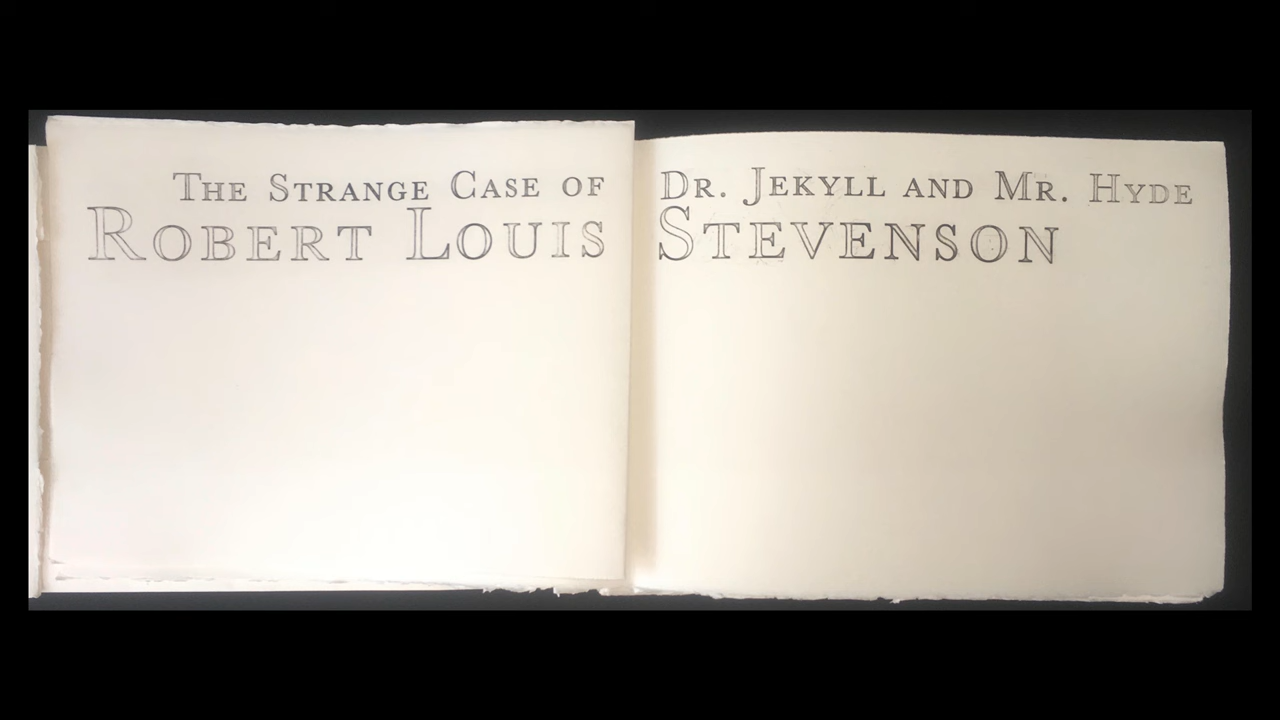 The Strange Case of Dr. Jekyll and Mr. Hyde
Robert Louis Stevenson